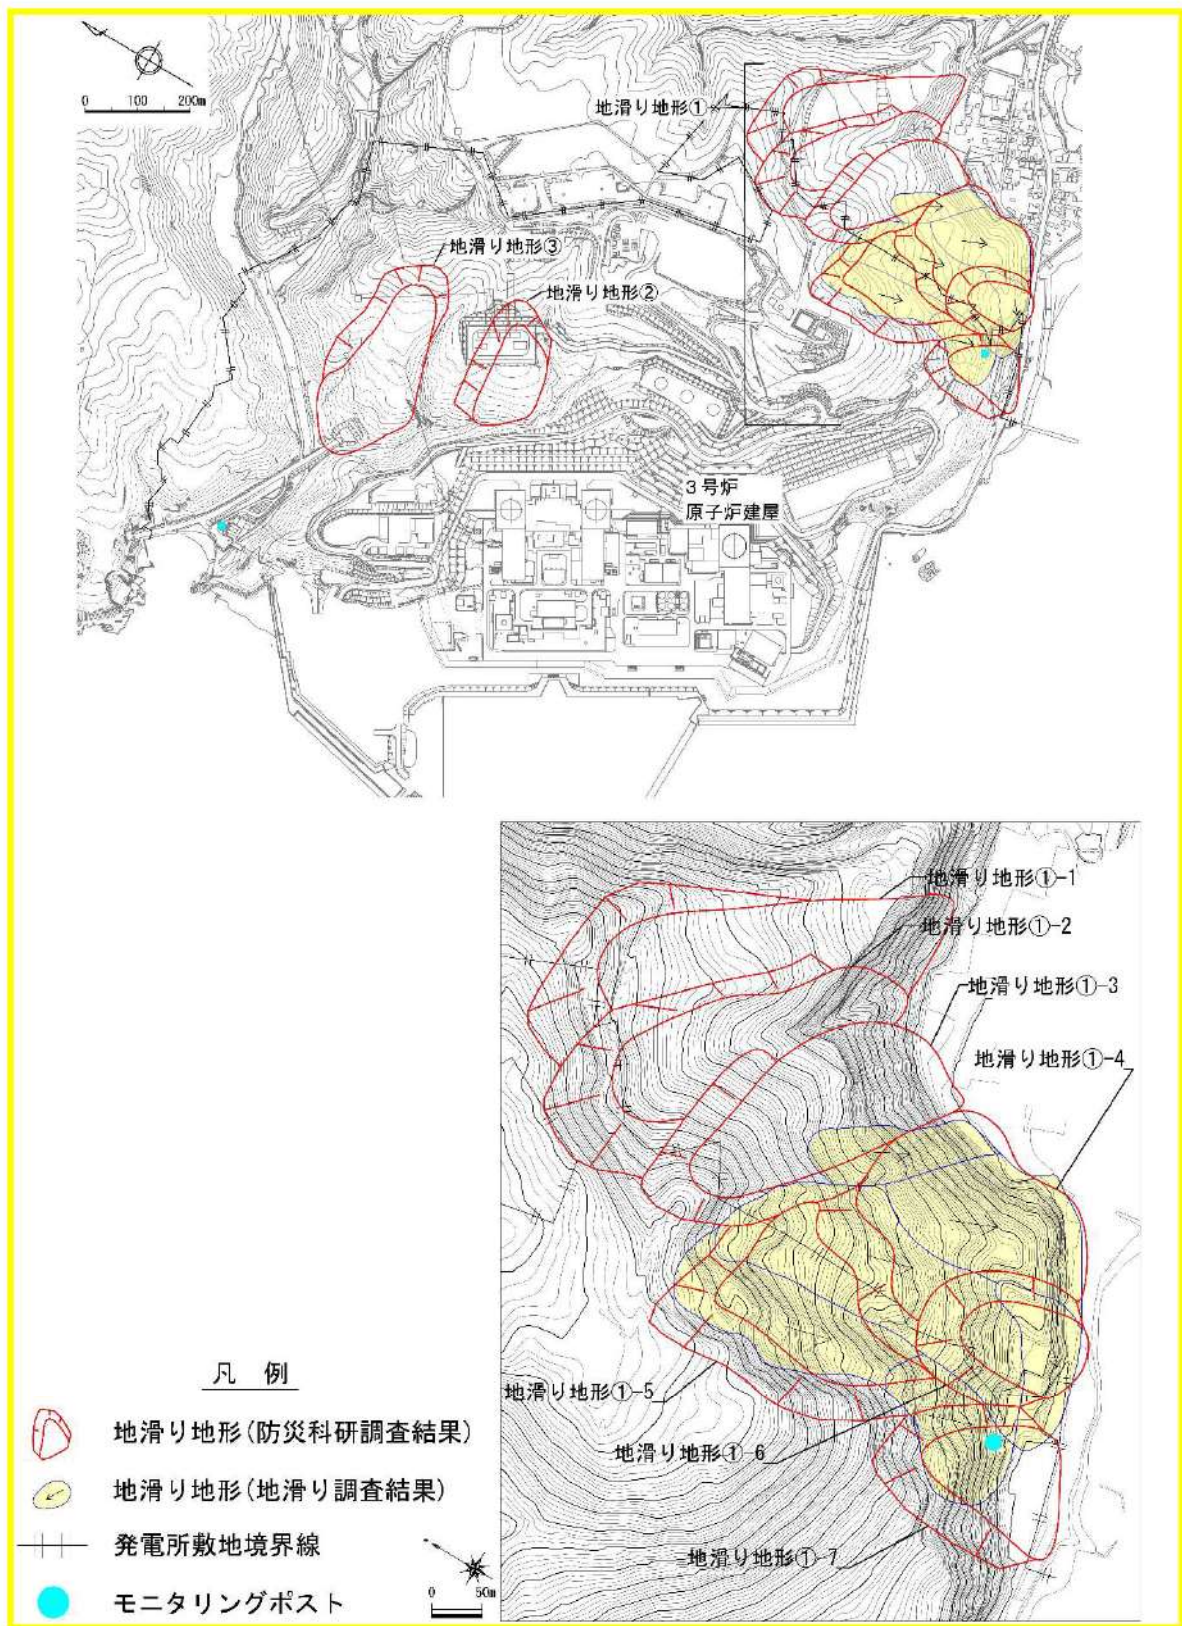 0 100 200m
地滑り地形①
地滑り地形③
地滑り地形②
3号炉
原子炉建屋
地滑り地形①-1
地滑り地形①-2
地滑り地形①-3
地滑り地形①-4
地滑り地形①-5
地滑り地形①-6
地滑り地形①-7
凡 例
地滑り地形(防災科研調査結果)
地滑り地形(地滑り調査結果)
発電所敷地境界線
モニタリングポスト
0 50m